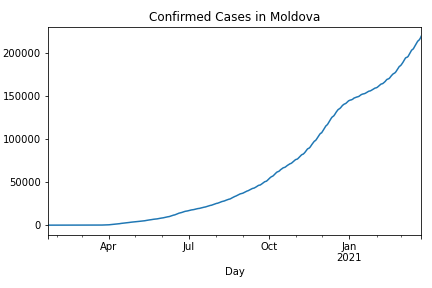 Confirmed Cases in Moldova
200000
150000
100000
50000
0
Apr
Jul
Oct
Jan
2021
Day